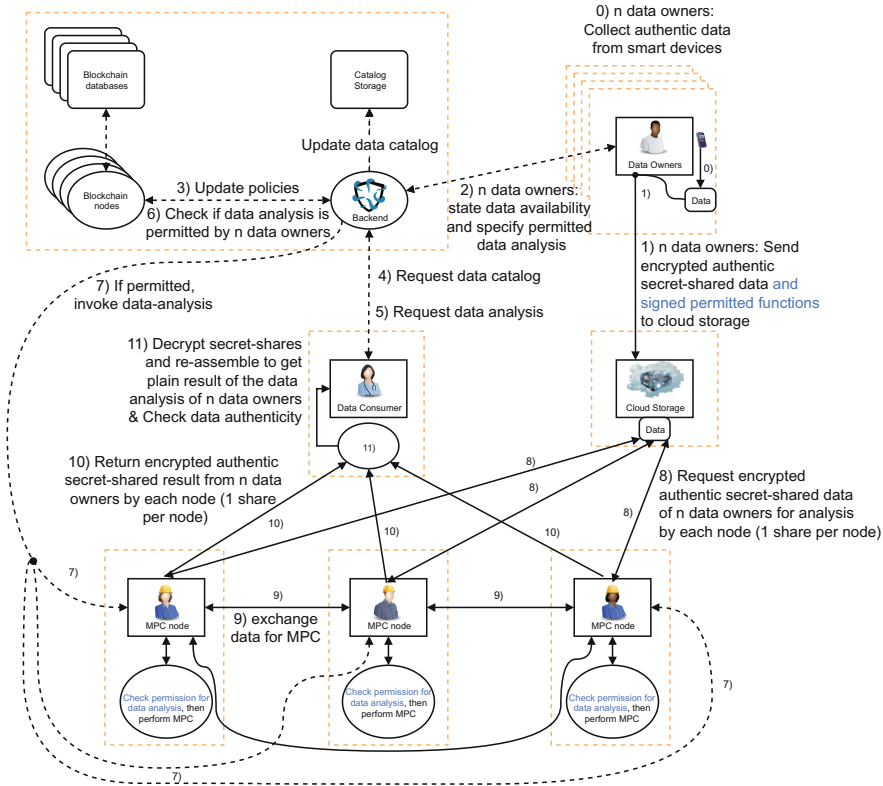 0) n data owners:
Collect authentic data
from smart devices
Blockchain
databases
Catalog
Storage
Update data catalog
Data Owners
0)
1)
Data
Blockchain
nodes
3) Update policies
6) Check if data analysis is
permitted by n data owners
Backend
2) n data owners:
state data availability
and specify permitted
data analysis
1) n data owners: Send
encrypted authentic
secret-shared data and
signed permitted functions
to cloud storage
7) If permitted,
invoke data-analysis
4) Request data catalog
5) Request data analysis
11) Decrypt secret-shares
and re-assemble to get
plain result of the data
analysis of n data owners
& Check data authenticity
Data Consumer
11)
Cloud Storage
Data
10) Return encrypted authentic
secret-shared result from n data
owners by each node (1 share
per node)
8)
8)
8)
8) Request encrypted
authentic secret-shared data
of n data owners for analysis
by each node (1 share per node)
10)
10)
10)
7)
MPC node
9)
9) exchange
data for MPC
MPC node
9)
MPC node
7)
Check permission for
data analysis, then
perform MPC
Check permission for
data analysis, then
perform MPC
Check permission for
data analysis, then
perform MPC
7)